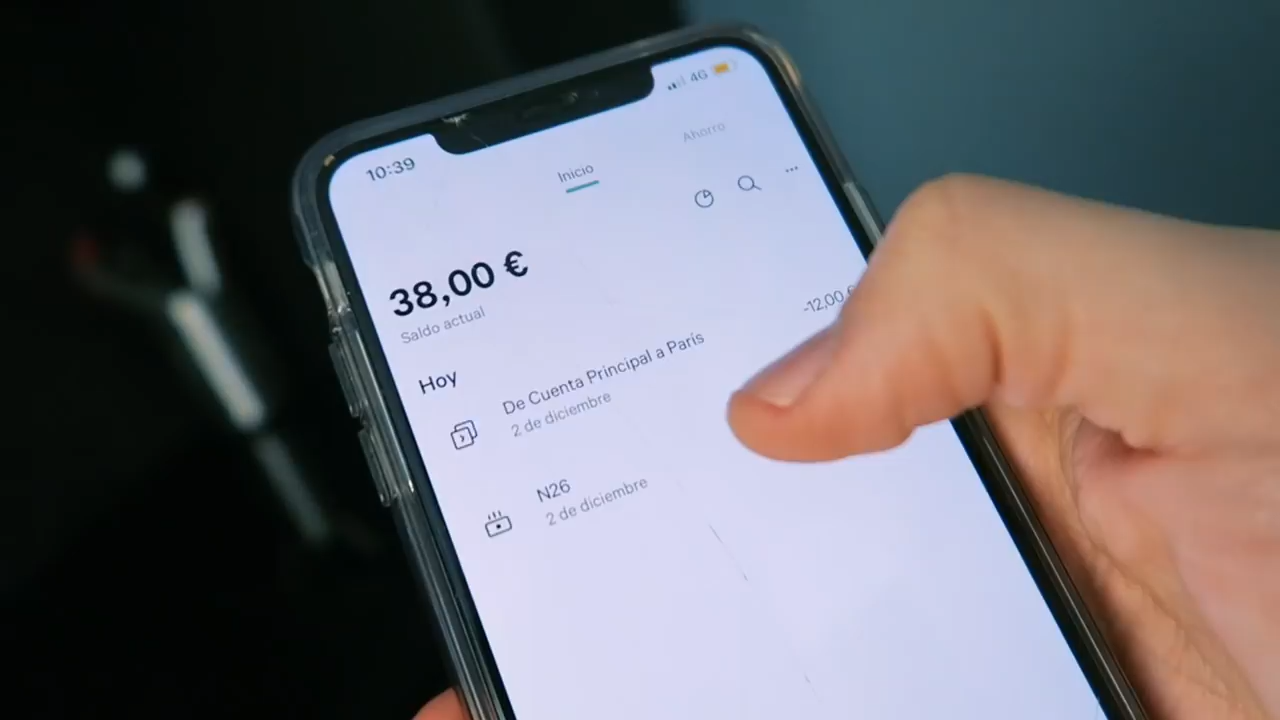 10:39
4G
Inicio
Ahorro
38,00 €
Saldo actual
Hoy
De Cuenta Principal a París
-12,00 €
2 de diciembre
N26
2 de diciembre